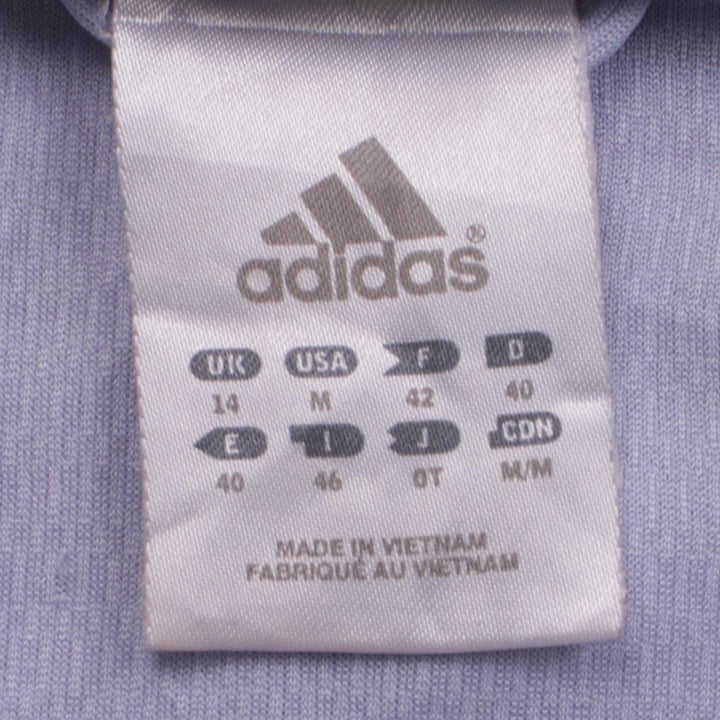 adidas®
UK USA F D
14 M 42 40
E I J CDN
40 46 OT M/M
MADE IN VIETNAM
FABRIQUÉ AU VIETNAM